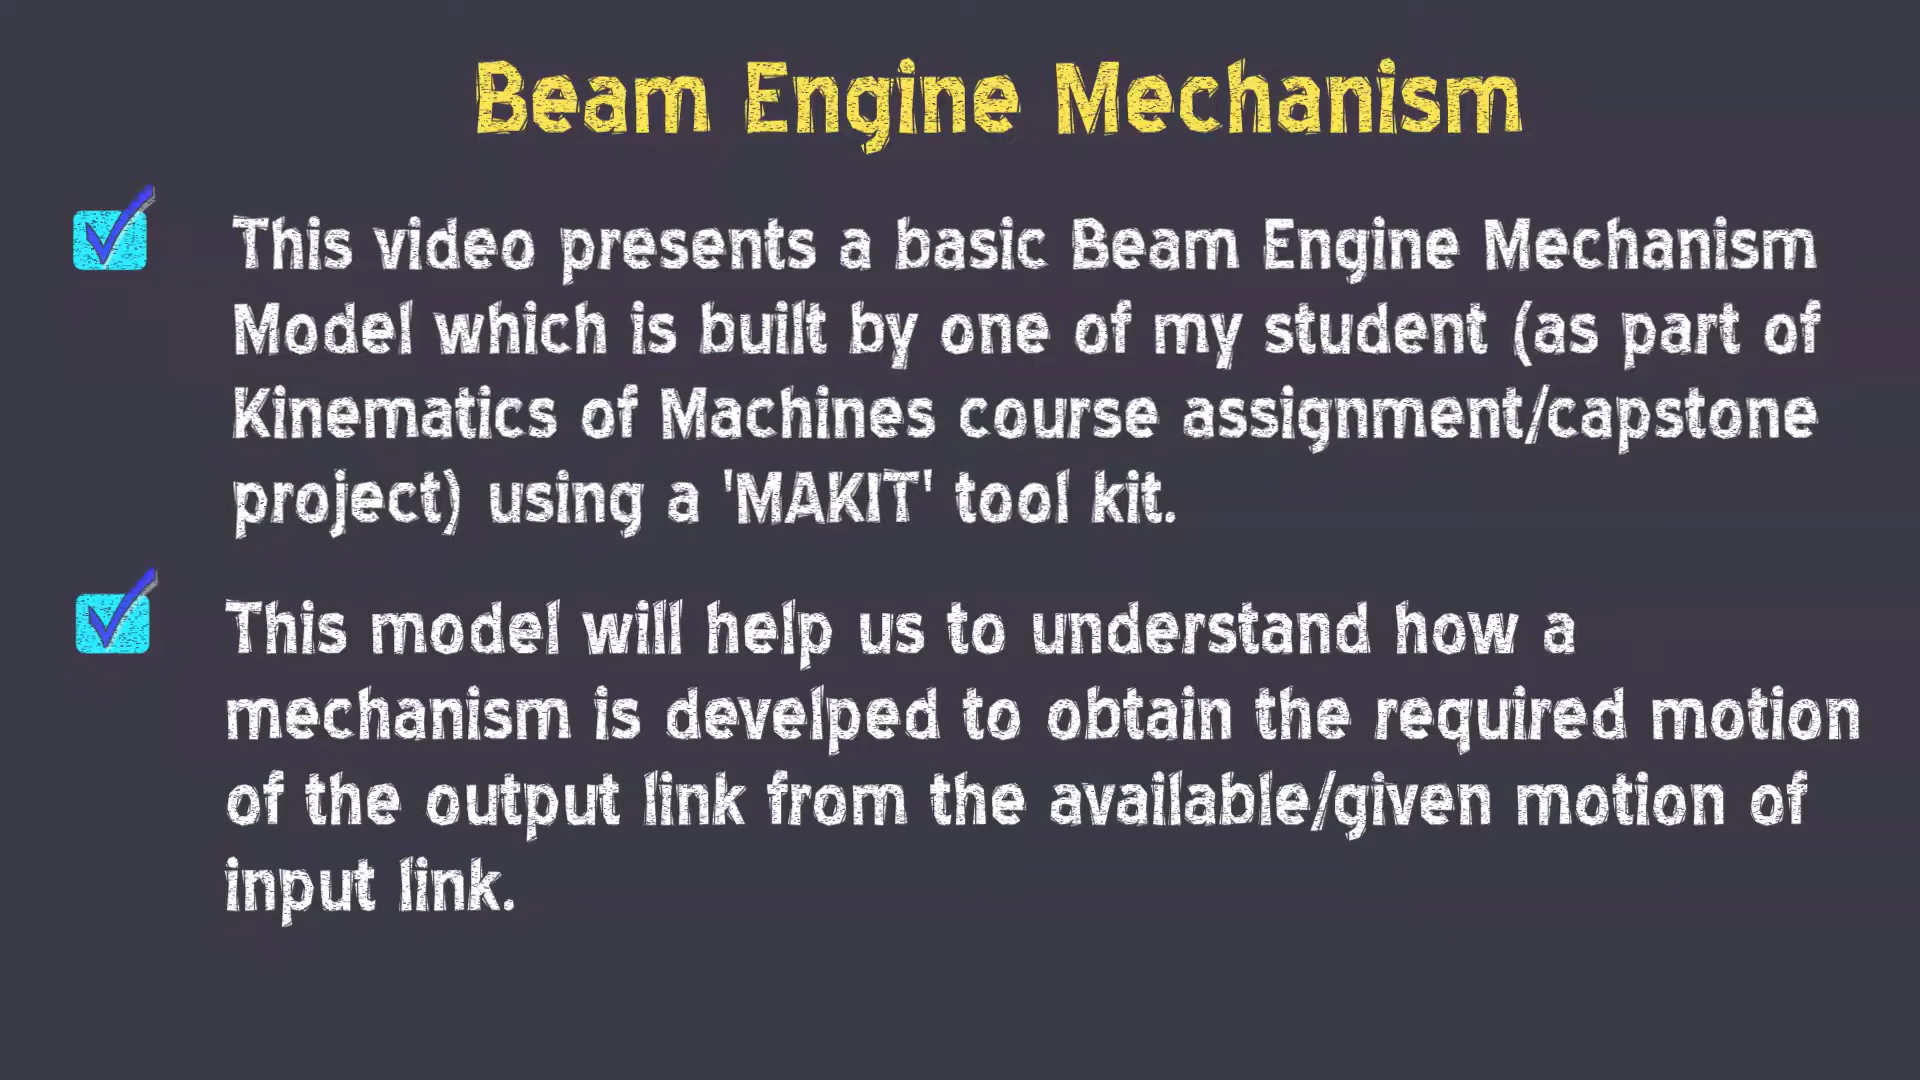 Beam Engine Mechanism
This video presents a basic Beam Engine Mechanism
Model which is built by one of my student (as part of
Kinematics of Machines course assignment/capstone
project) using a 'MAKIT' tool kit.
This model will help us to understand how a
mechanism is develped to obtain the required motion
of the output link from the available/given motion of
input link.